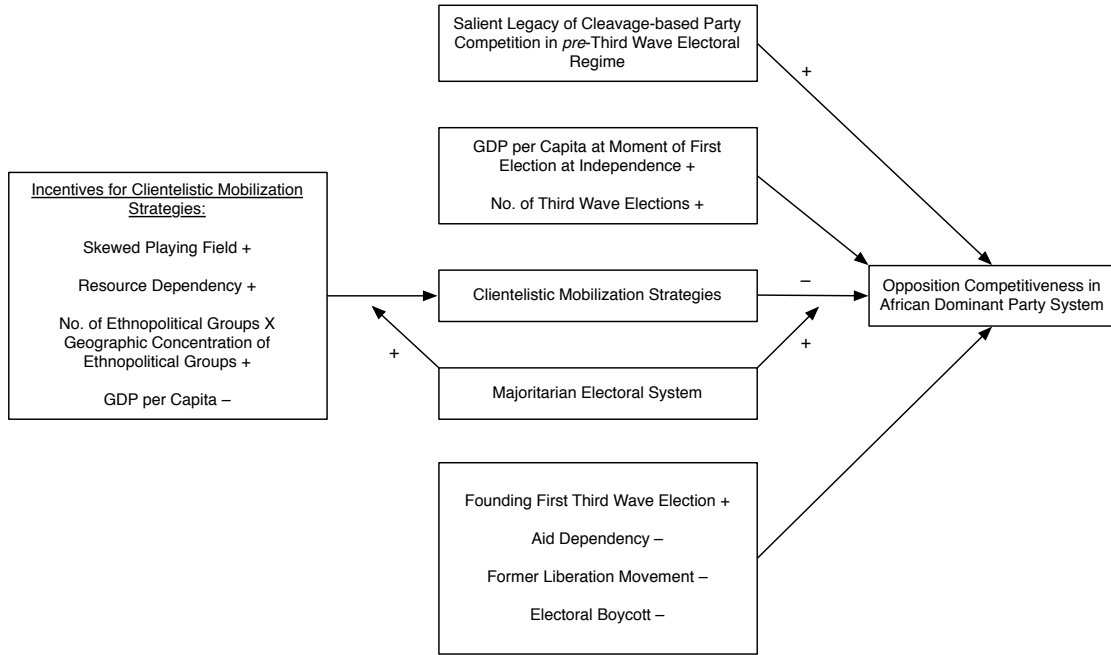 Salient Legacy of Cleavage-based Party
Competition in pre-Third Wave Electoral
Regime
+
GDP per Capita at Moment of First
Election at Independence +
No. of Third Wave Elections +
Incentives for Clientelistic Mobilization
Strategies:
Skewed Playing Field +
Resource Dependency +
No. of Ethnopolitical Groups X
Geographic Concentration of
Ethnopolitical Groups +
GDP per Capita –
Clientelistic Mobilization Strategies
–
Opposition Competitiveness in
African Dominant Party System
+
+
Majoritarian Electoral System
Founding First Third Wave Election +
Aid Dependency –
Former Liberation Movement –
Electoral Boycott –